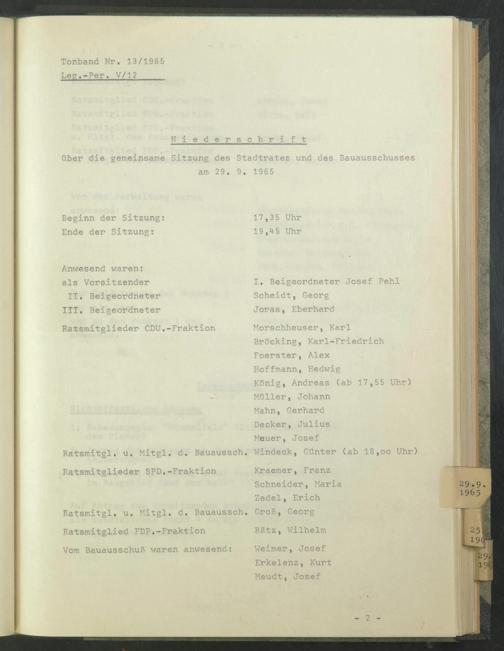 Tonband Nr. 13/1965
Leg.-Per. V/12
Niederschrift
über die gemeinsame Sitzung des Stadtrates und des Bauausschusses
am 29. 9. 1965
Beginn der Sitzung: 17,35 Uhr
Ende der Sitzung: 19,45 Uhr
Anwesend waren:
als Vorsitzender I. Beigeordneter Josef Pehl
II. Beigeordneter Scheidt, Georg
III. Beigeordneter Joras, Eberhard
Ratsmitglieder CDU.-Fraktion Morschheuser, Karl
Bröcking, Karl-Friedrich
Foerster, Alex
Hoffmann, Hedwig
König, Andreas (ab 17,55 Uhr)
Müller, Johann
Mahn, Gerhard
Decker, Julius
Meuer, Josef
Ratsmitgl. u. Mitgl. d. Bauaussch. Windeck, Günter (ab 18,oo Uhr)
Ratsmitglieder SPD.-Fraktion Kraemer, Franz
Schneider, Maria
Zadel, Erich
Ratsmitgl. u. Mitgl. d. Bauaussch. Groß, Georg
Ratsmitglied FDP.-Fraktion Rätz, Wilhelm
Vom Bauausschuß waren anwesend: Weimer, Josef
Erkelenz, Kurt
Meudt, Josef
- 2 -
29.9.
1965